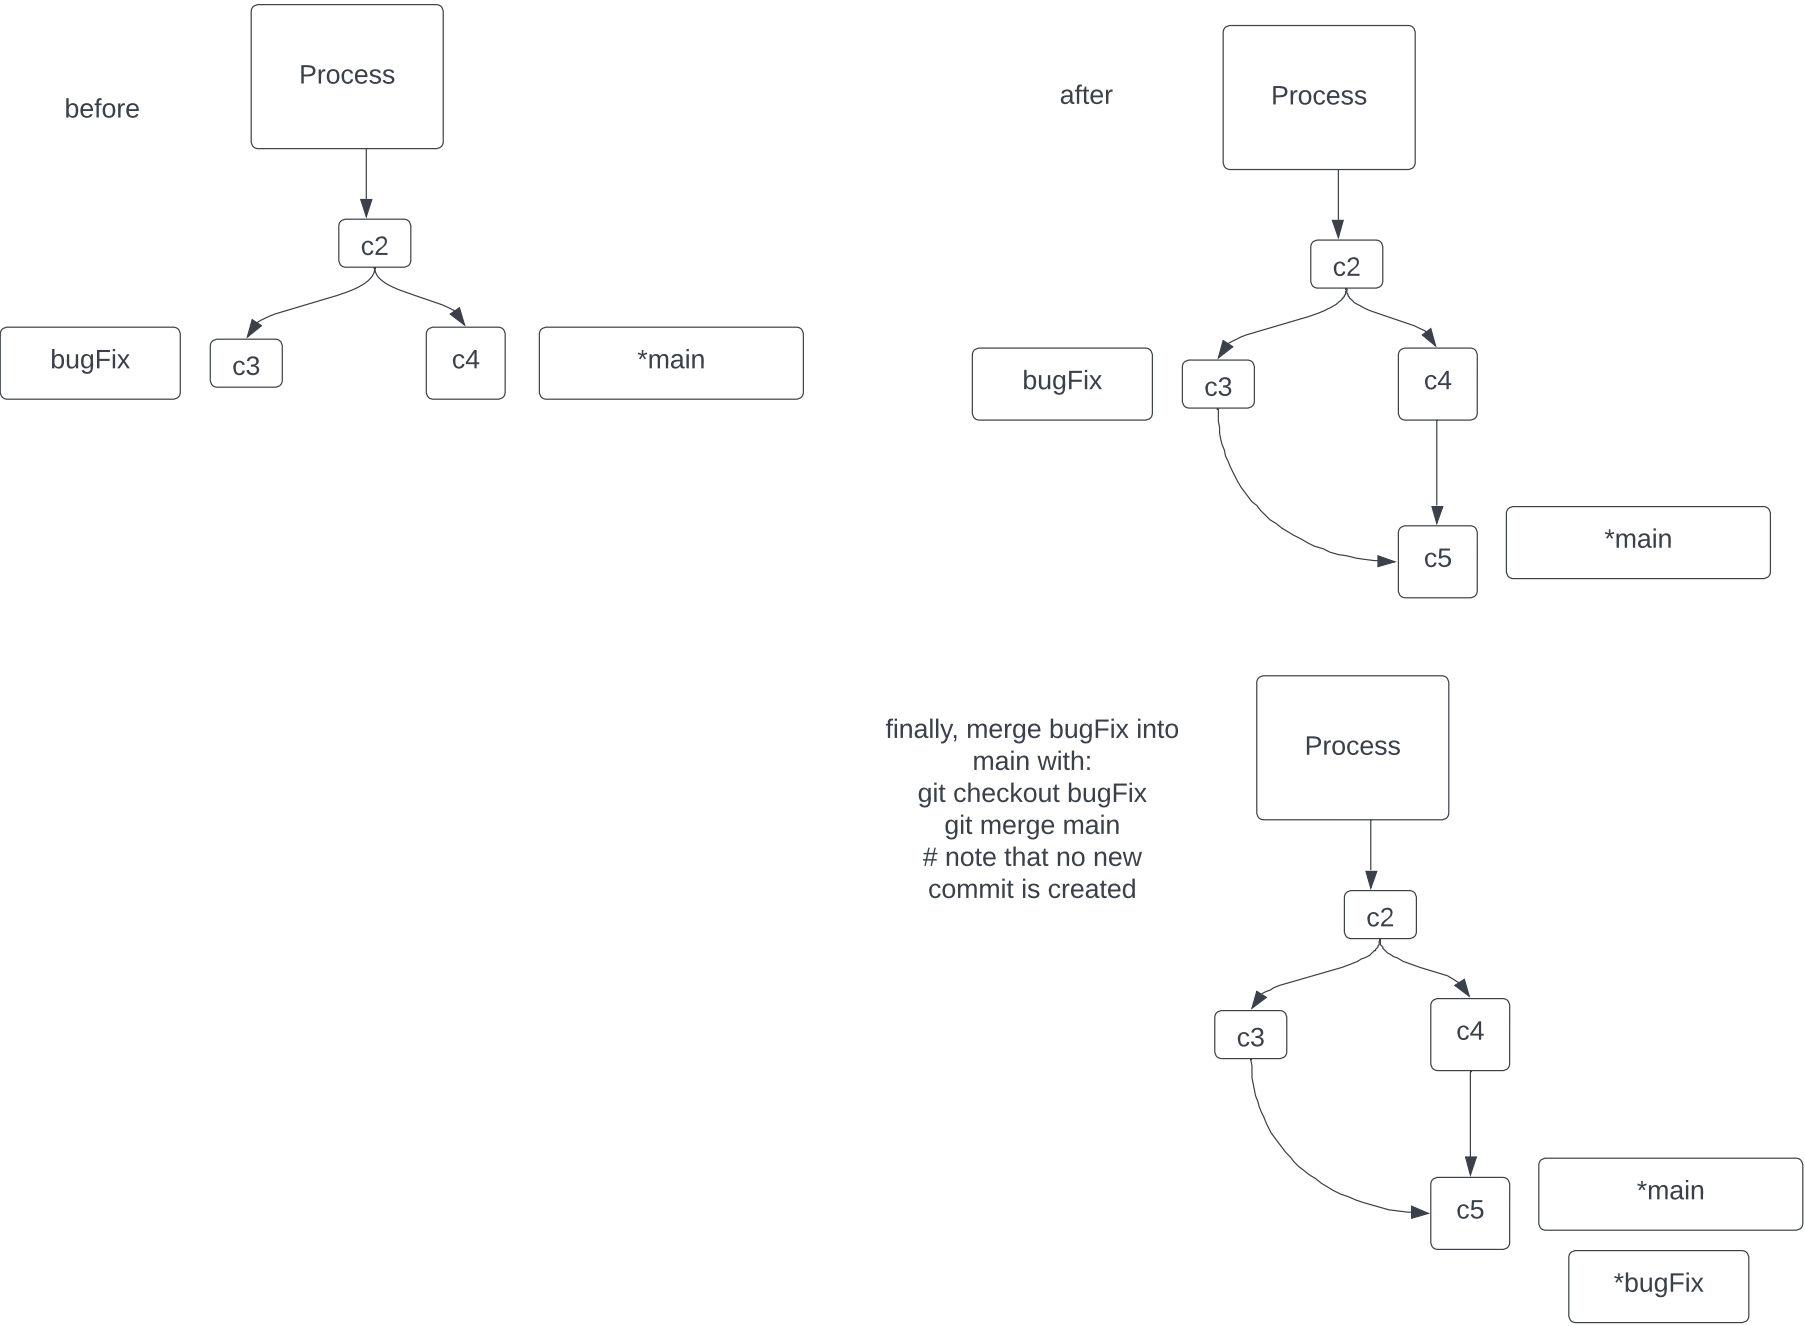 before
Process
c2
bugFix
c3
c4
*main
after
Process
c2
bugFix
c3
c4
c5
*main
finally, merge bugFix into
main with:
git checkout bugFix
git merge main
# note that no new
commit is created
Process
c2
c3
c4
c5
*main
*bugFix